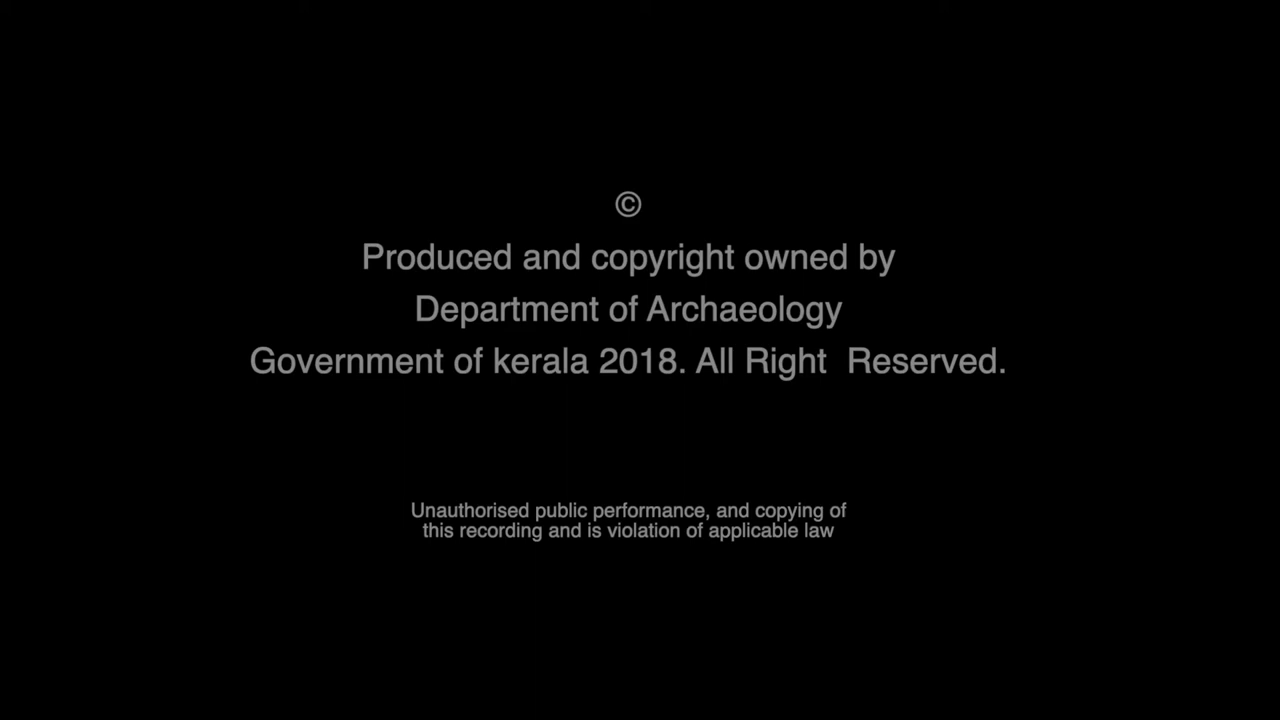 ©
Produced and copyright owned by
Department of Archaeology
Government of kerala 2018. All Right  Reserved.
Unauthorised public performance, and copying of
this recording and is violation of applicable law